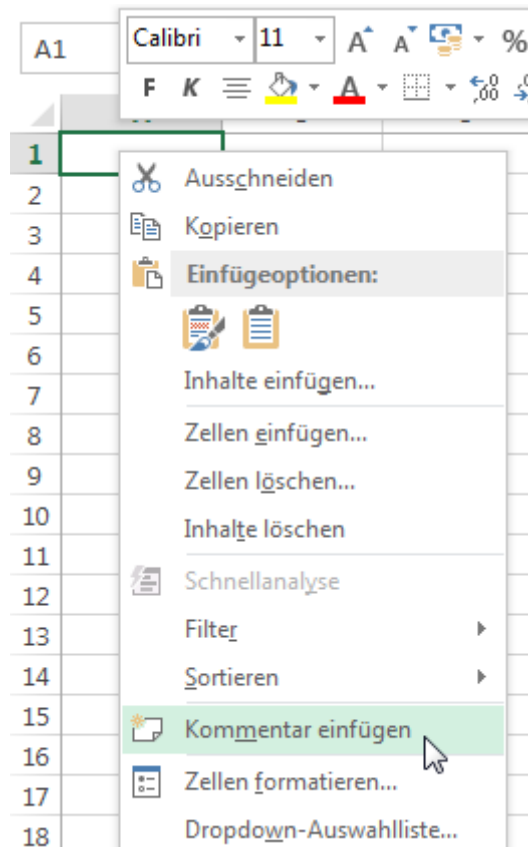 A1
Calibri 11 A A %
F K A ,00
1
2
3
4
5
6
7
8
9
10
11
12
13
14
15
16
17
18
Ausschneiden
Kopieren
Einfügeoptionen:
Inhalte einfügen...
Zellen einfügen...
Zellen löschen...
Inhalte löschen
Schnellanalyse
Filter
Sortieren
Kommentar einfügen
Zellen formatieren...
Dropdown-Auswahlliste...